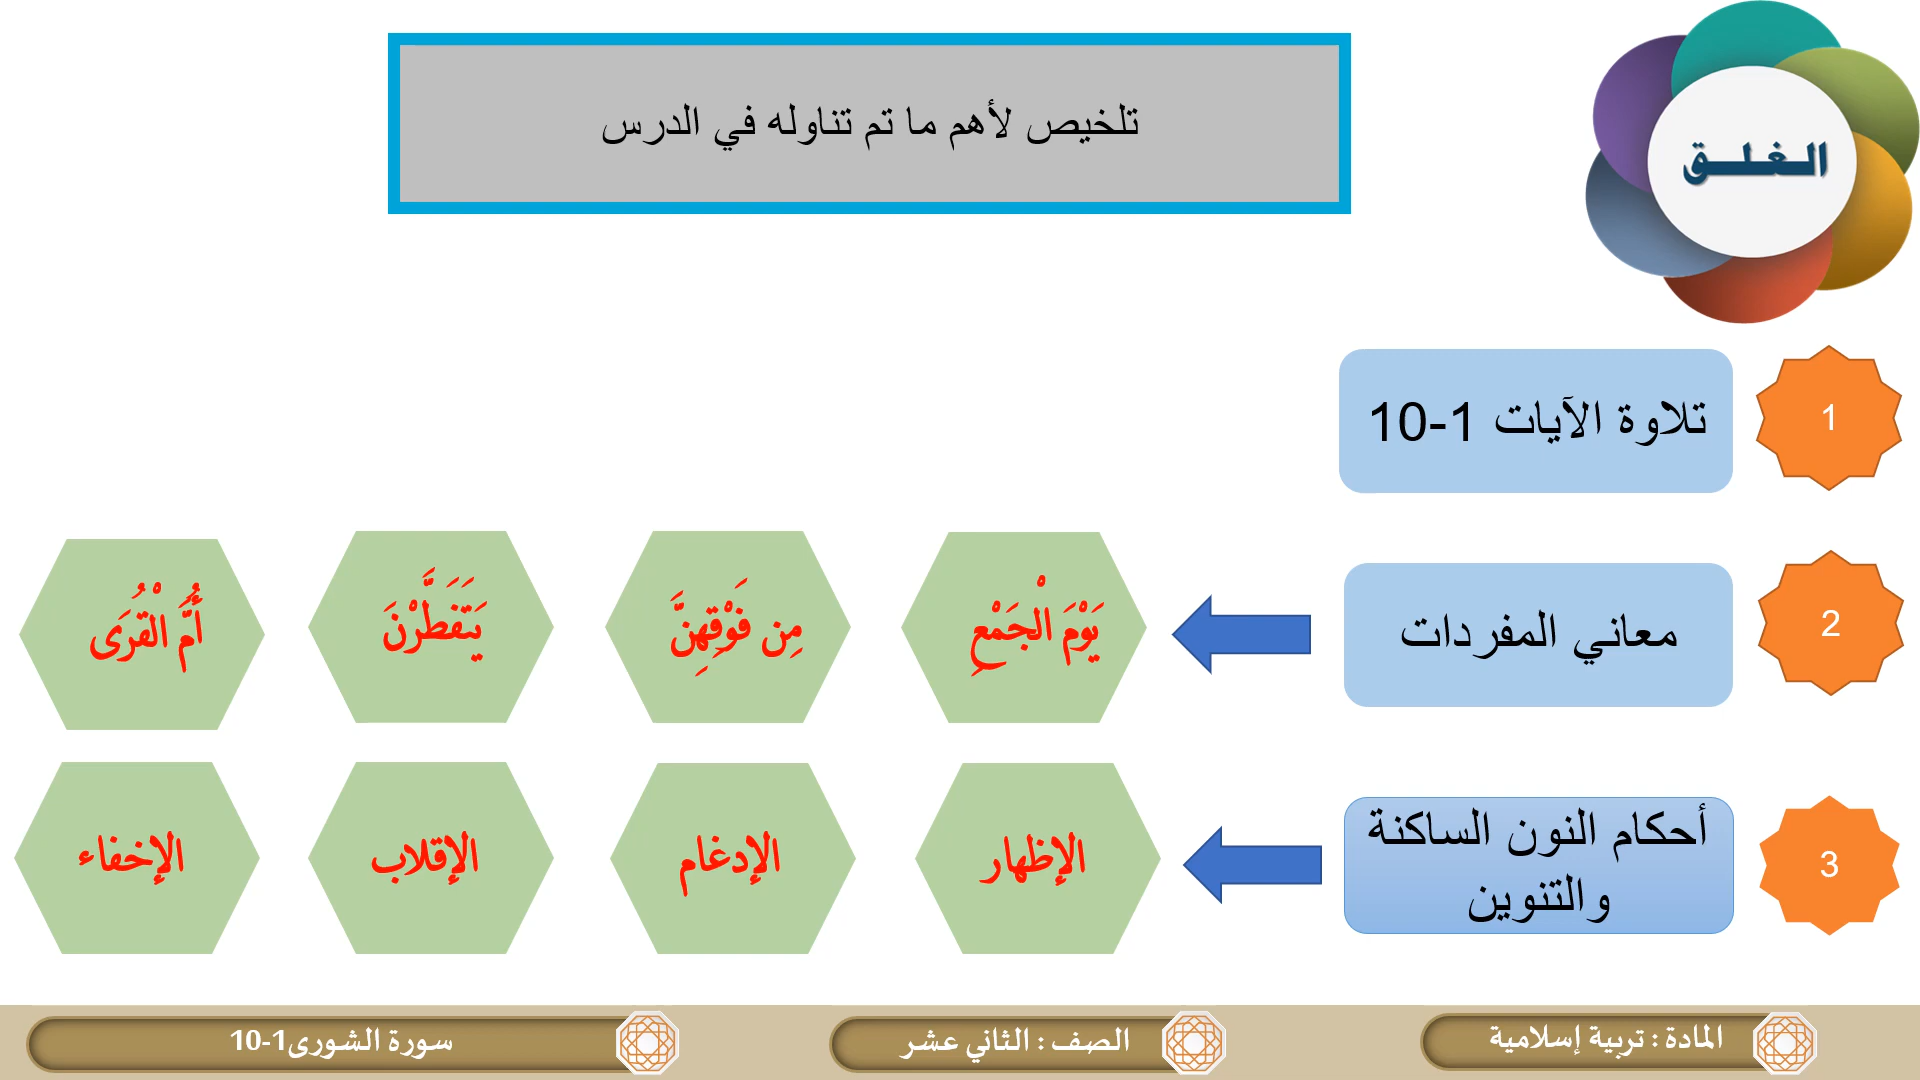 الـغـلـــق
تلخيص لأهم ما تم تناوله في الدرس
1
تلاوة الآيات 1-10
2
معاني المفردات
يَوْمَ الْجَمْعِ
مِن فَوْقِهِنَّ
يَتَفَطَّرْنَ
أُمَّ الْقُرَى
3
أحكام النون الساكنة
والتنوين
الإظهار
الإدغام
الإقلاب
الإخفاء
المادة : تربية إسلامية
الصف : الثاني عشر
سورة الشورى1-10